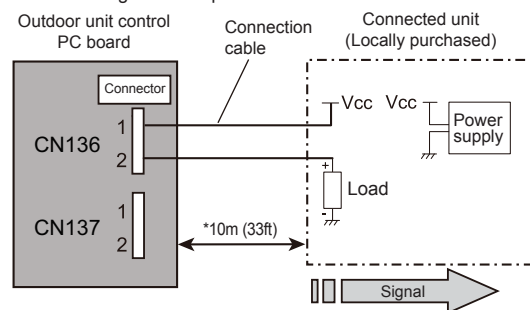 Outdoor unit control
PC board
Connection
cable
Connected unit
(Locally purchased)
Connector
CN136
1
2
CN137
1
2
Vcc
Vcc
Power
supply
+
Load
-
*10m (33ft)
Signal